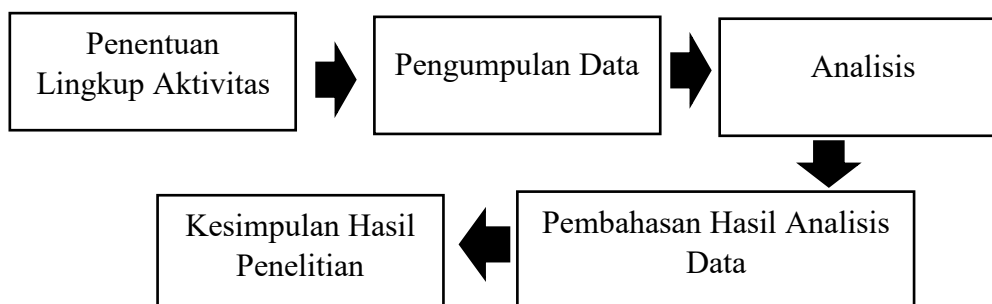 Penentuan
Lingkup Aktivitas
Pengumpulan Data
Analisis
Pembahasan Hasil Analisis
Data
Kesimpulan Hasil
Penelitian